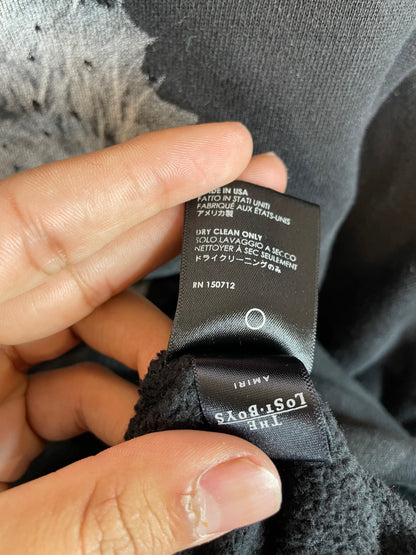 MADE IN USA
FATTO IN STATI UNITI
FABRIQUÉ AUX ÉTATS-UNIS
アメリカ製
DRY CLEAN ONLY
SOLO LAVAGGIO A SECCO
NETTOYER À SEC SEULEMENT
ドライクリーニングのみ
RN 150712
THE
LOST·BOYS
AMIRI